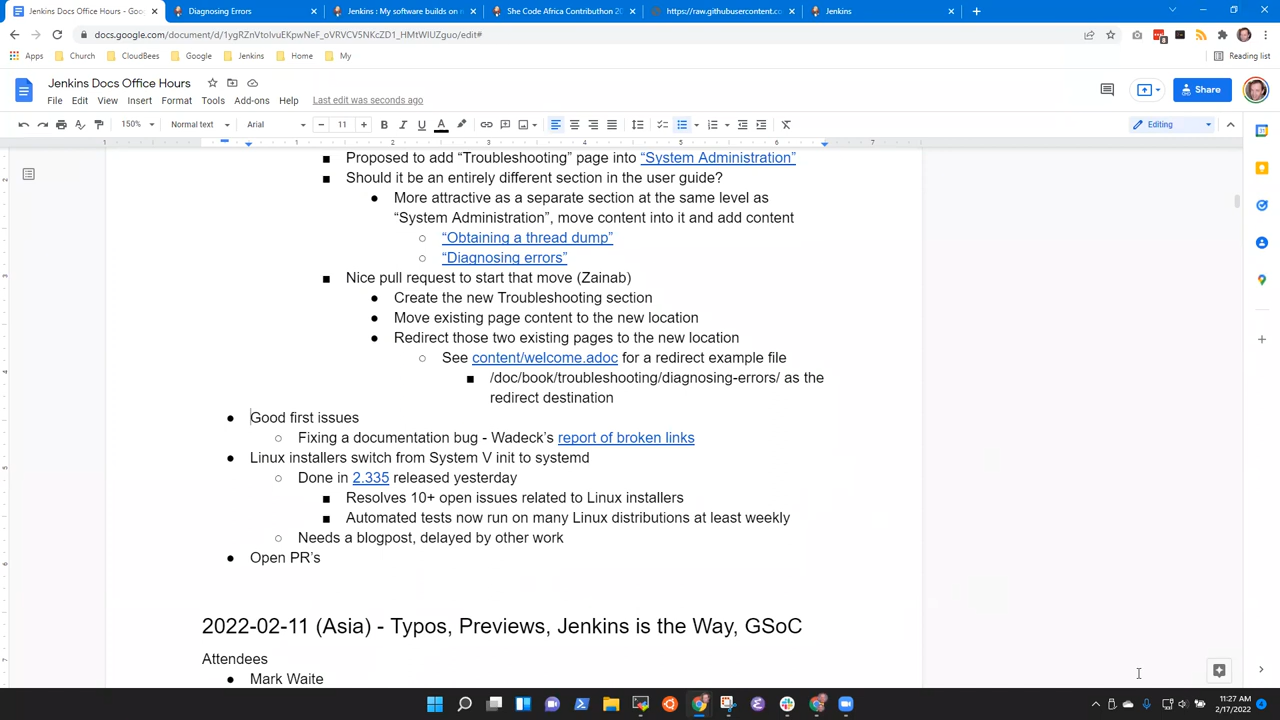 Jenkins Docs Office Hours - Goo
Diagnosing Errors
Jenkins : My software builds on n
She Code Africa Contributhon 20
https://raw.githubusercontent.co
Jenkins
docs.google.com/document/d/1ygRZnVtoIvuEKpwNeF_oVRVCV5NKcZD1_HMtWIUZguo/edit#
Apps
Church
CloudBees
Google
Jenkins
Home
My
Reading list
Jenkins Docs Office Hours
File Edit View Insert Format Tools Add-ons Help Last edit was seconds ago
Share
150% Normal text Arial 11 Editing
■ Proposed to add “Troubleshooting” page into “System Administration”
■ Should it be an entirely different section in the user guide?
● More attractive as a separate section at the same level as
“System Administration”, move content into it and add content
○ “Obtaining a thread dump”
○ “Diagnosing errors”
■ Nice pull request to start that move (Zainab)
● Create the new Troubleshooting section
● Move existing page content to the new location
● Redirect those two existing pages to the new location
○ See content/welcome.adoc for a redirect example file
■ /doc/book/troubleshooting/diagnosing-errors/ as the
redirect destination
● Good first issues
○ Fixing a documentation bug - Wadeck’s report of broken links
● Linux installers switch from System V init to systemd
○ Done in 2.335 released yesterday
■ Resolves 10+ open issues related to Linux installers
■ Automated tests now run on many Linux distributions at least weekly
○ Needs a blogpost, delayed by other work
● Open PR’s
2022-02-11 (Asia) - Typos, Previews, Jenkins is the Way, GSoC
Attendees
● Mark Waite
11:27 AM
2/17/2022